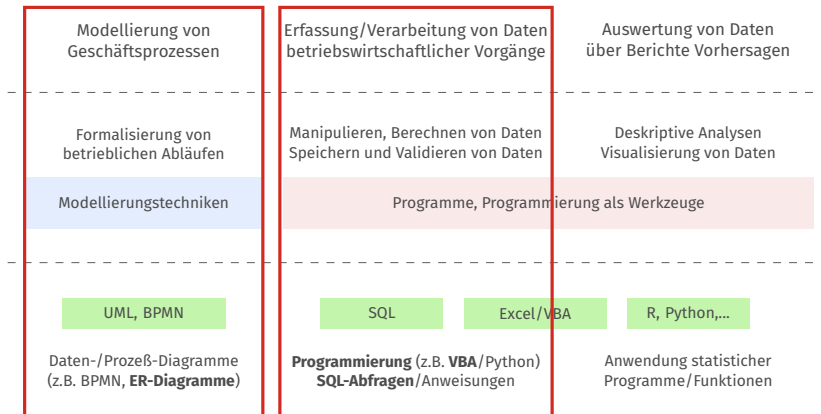 Modellierung von
Geschäftsprozessen
Erfassung/Verarbeitung von Daten
betriebswirtschaftlicher Vorgänge
Auswertung von Daten
über Berichte Vorhersagen
Formalisierung von
betrieblichen Abläufen
Manipulieren, Berechnen von Daten
Speichern und Validieren von Daten
Deskriptive Analysen
Visualisierung von Daten
Modellierungstechniken
Programme, Programmierung als Werkzeuge
UML, BPMN
SQL
Excel/VBA
R, Python,...
Daten-/Prozeß-Diagramme
(z.B. BPMN, ER-Diagramme)
Programmierung (z.B. VBA/Python)
SQL-Abfragen/Anweisungen
Anwendung statisticher
Programme/Funktionen